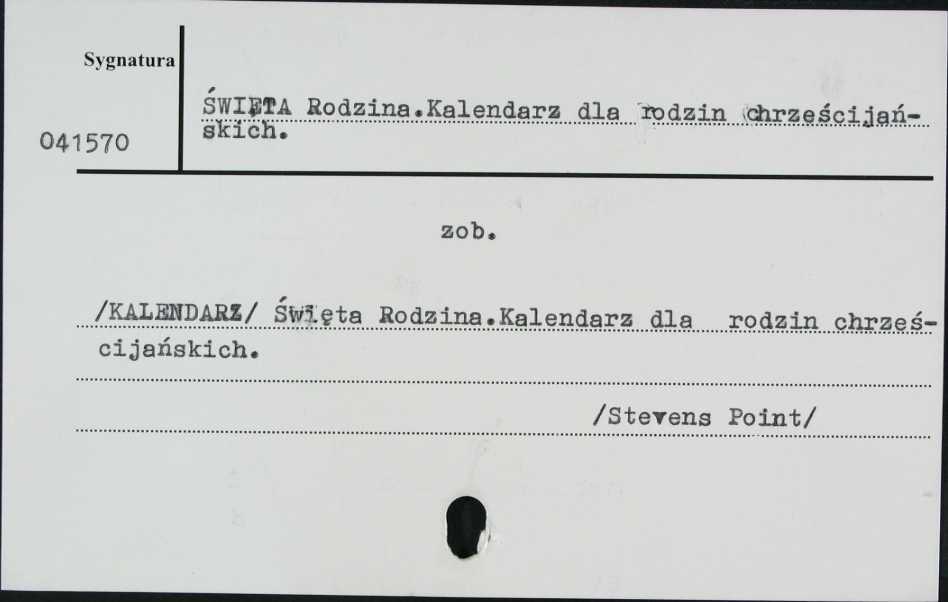 Sygnatura
ŚWIĘTA Rodzina.Kalendarz dla rodzin chrześcijań-
041570
skich.
zob.
/KALENDARZ/ Święta Rodzina.Kalendarz dla rodzin chrześ-
cijańskich.
/Stevens Point/